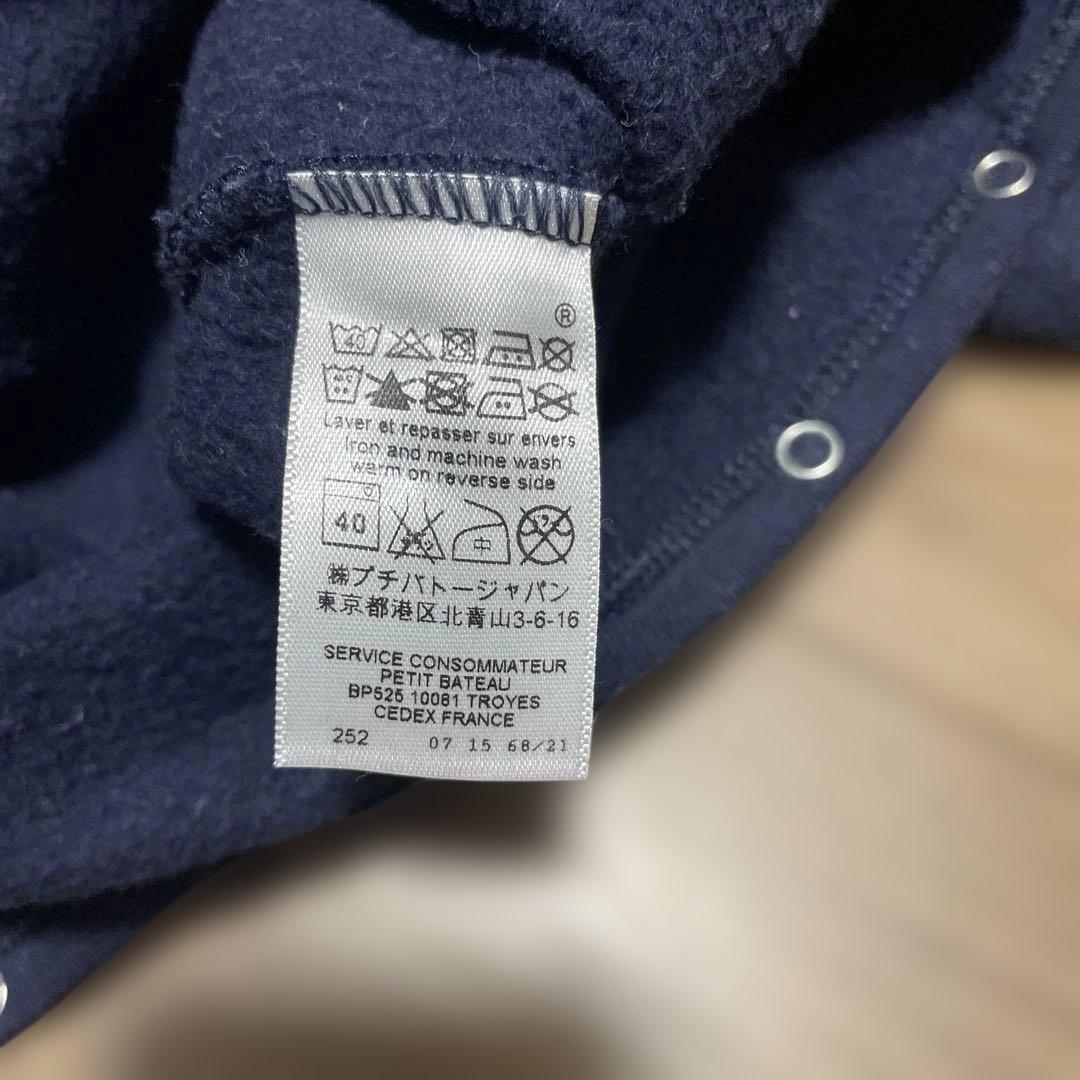 ®
40
Laver et repasser sur envers
Iron and machine wash
warm on reverse side
40 中
㈱プチバトージャパン
東京都港区北青山3-6-16
SERVICE CONSOMMATEUR
PETIT BATEAU
BP525 10081 TROYES
CEDEX FRANCE
252 07 15 68/21